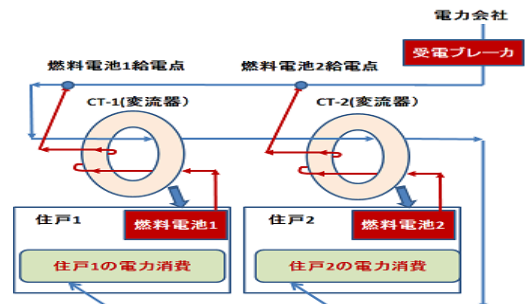 電力会社
受電ブレーカ
燃料電池1給電点
燃料電池2給電点
CT-1(変流器）
CT-2(変流器）
住戸1
燃料電池1
住戸1の電力消費
住戸2
燃料電池2
住戸2の電力消費